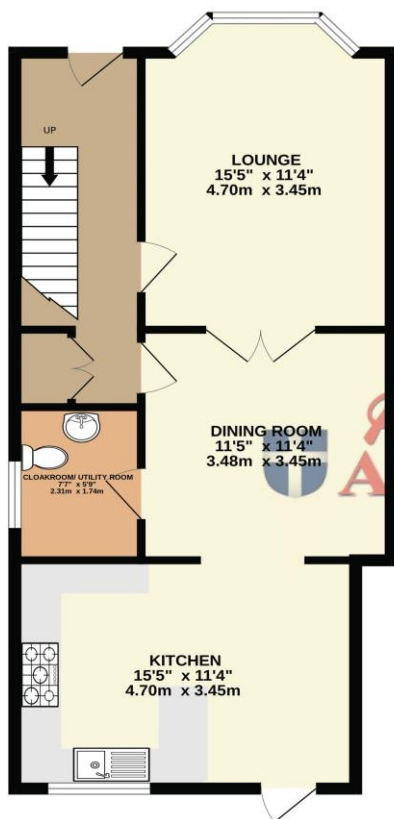 UP
LOUNGE
15'5" x 11'4"
4.70m x 3.45m
DINING ROOM
11'5" x 11'4"
3.48m x 3.45m
CLOAKROOM/ UTILITY ROOM
7'7" x 5'9"
2.31m x 1.74m
KITCHEN
15'5" x 11'4"
4.70m x 3.45m